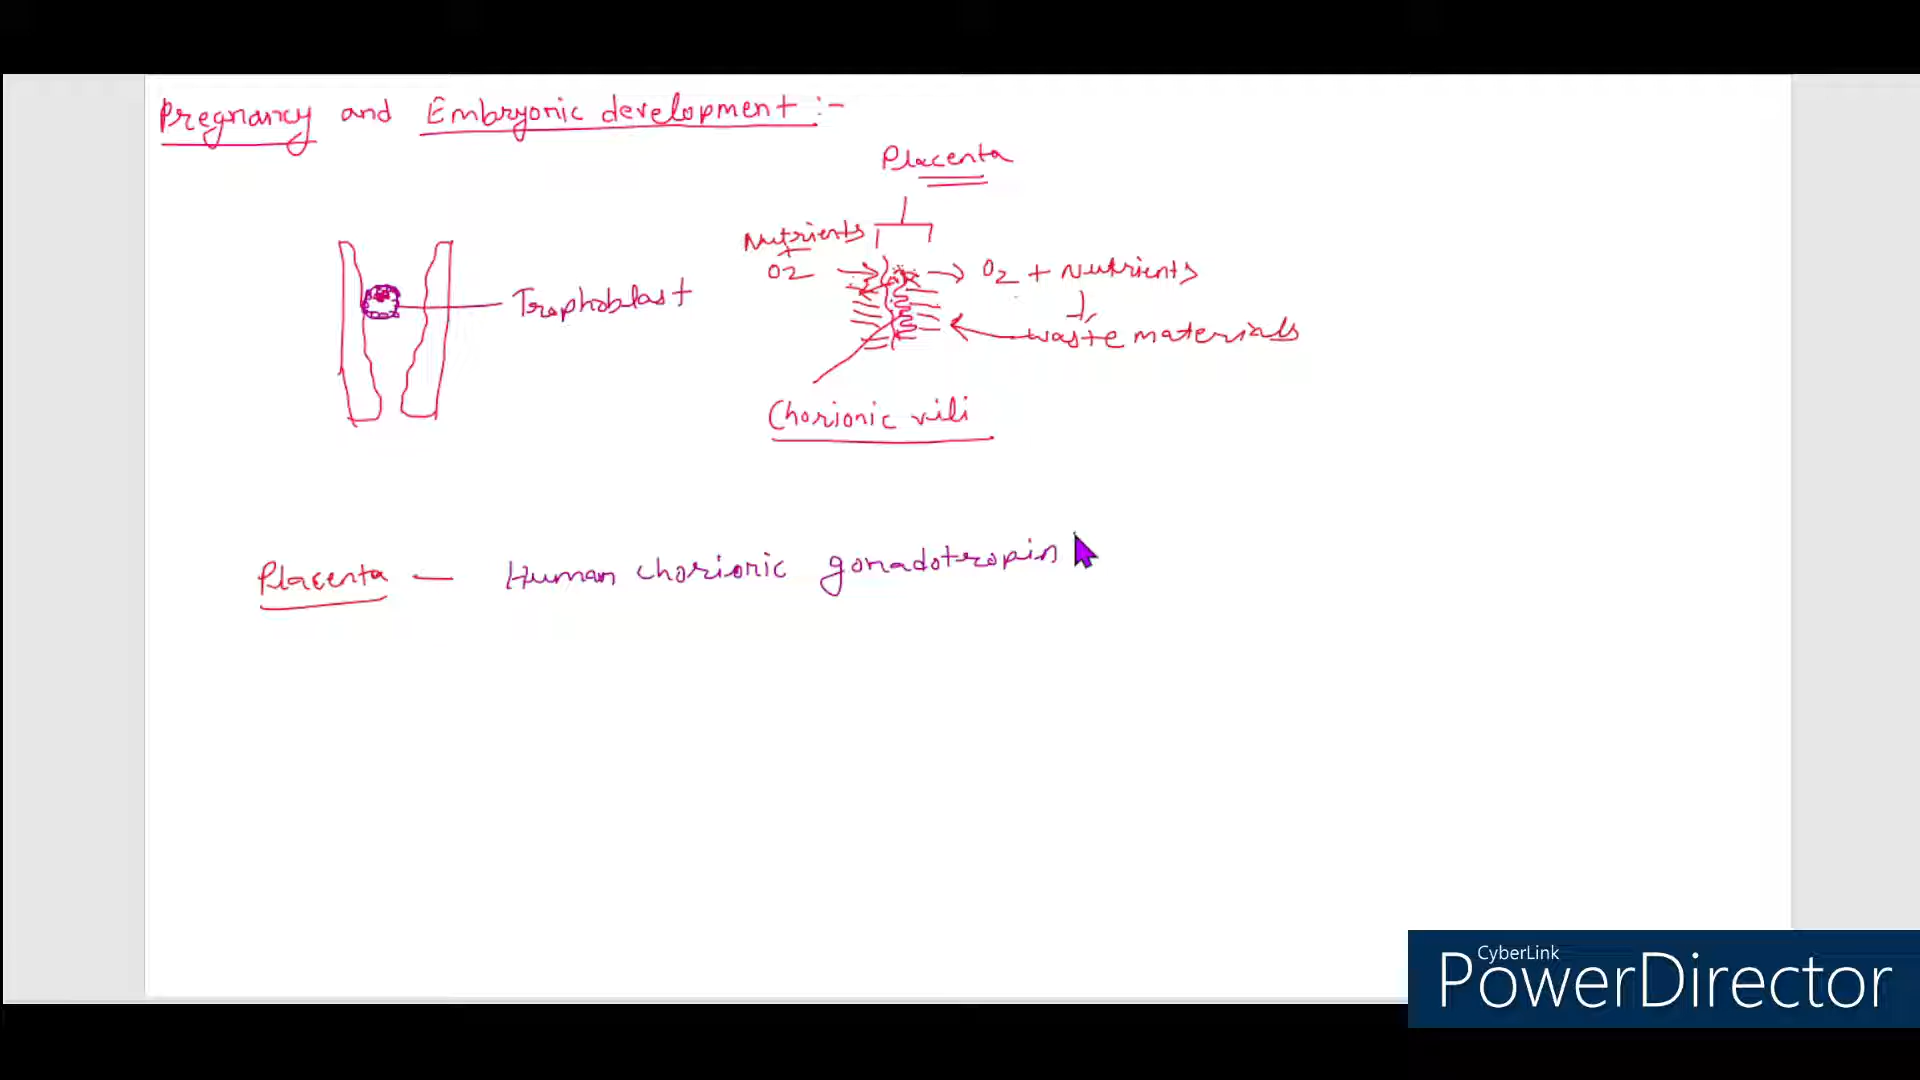 Pregnancy and Embryonic development :-
Placenta
Nutrients
+
O2
O2 + Nutrients
Trophoblast
waste materials
Chorionic vili
Placenta — Human chorionic gonadotropin
CyberLink
PowerDirector